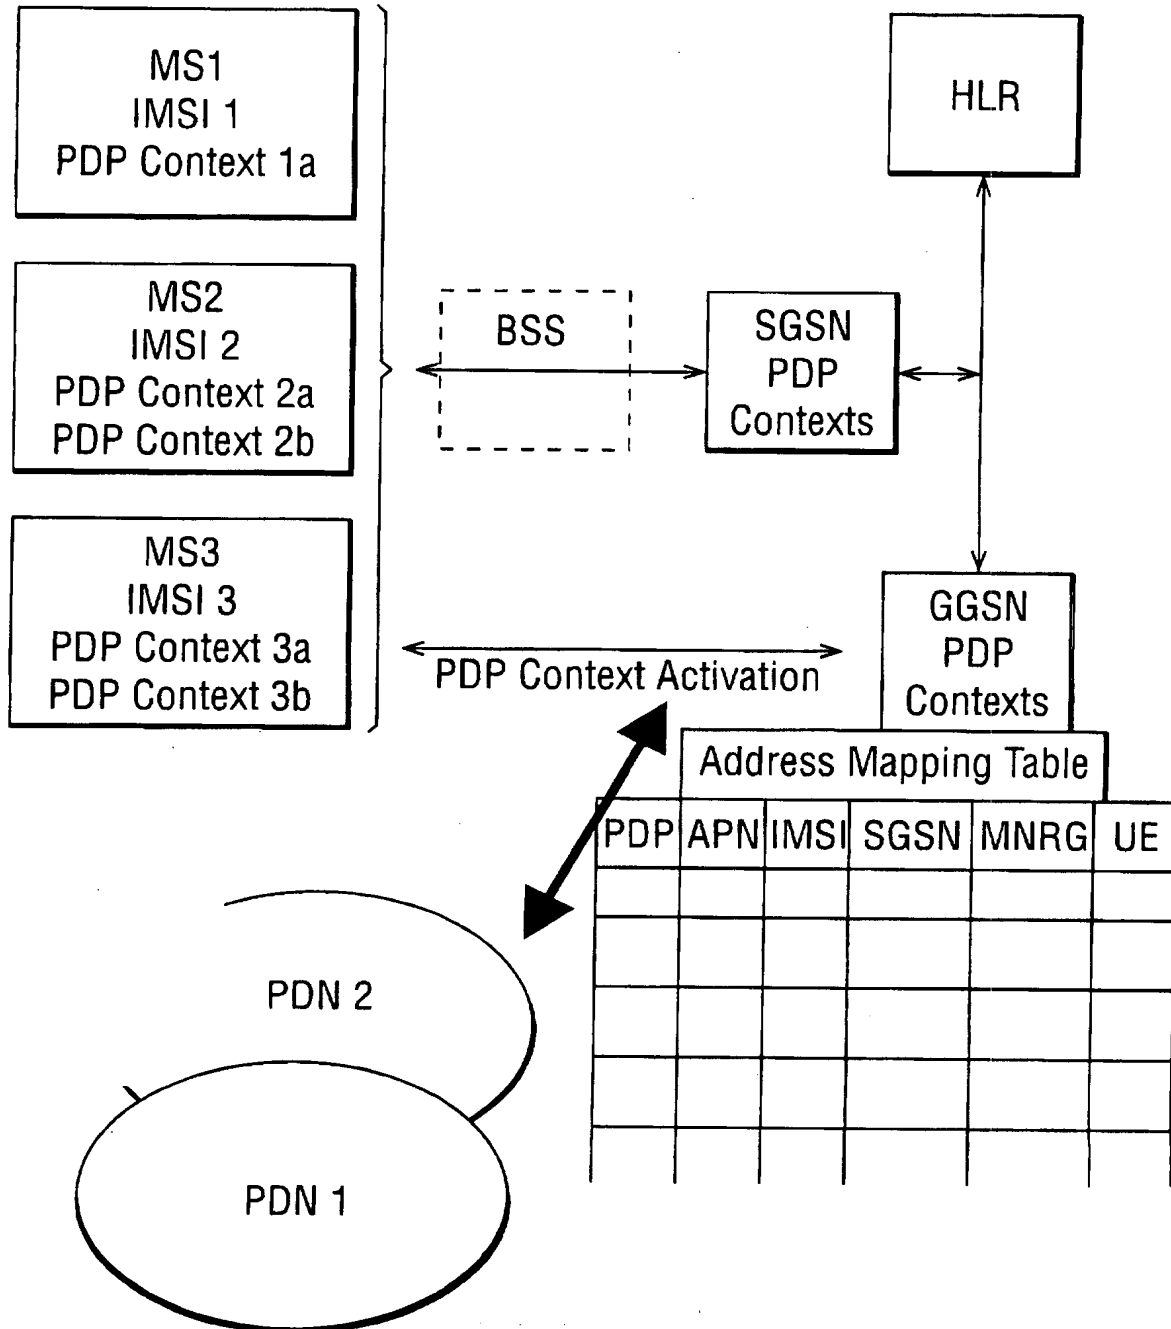 MS1
IMSI 1
PDP Context 1a
HLR
MS2
IMSI 2
PDP Context 2a
PDP Context 2b
BSS
SGSN
PDP
Contexts
MS3
IMSI 3
PDP Context 3a
PDP Context 3b
PDP Context Activation
GGSN
PDP
Contexts
Address Mapping Table
PDP APN IMSI SGSN MNRG UE
PDN 2
PDN 1